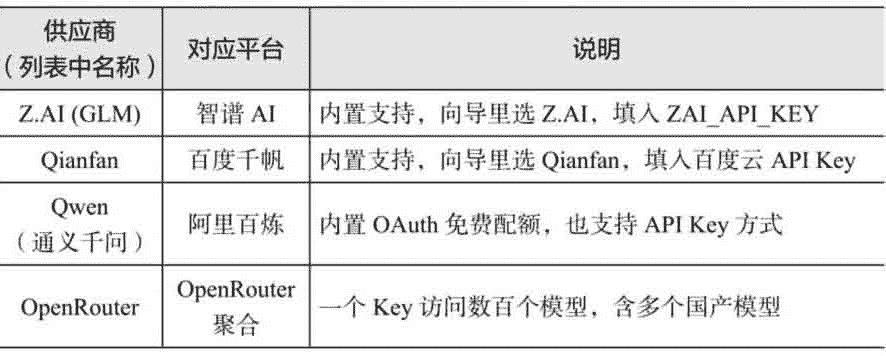 供应商
（列表中名称）
对应平台
说明
Z.AI (GLM)
智谱 AI
内置支持，向导里选 Z.AI，填入 ZAI_API_KEY
Qianfan
百度千帆
内置支持，向导里选 Qianfan，填入百度云 API Key
Qwen
（通义千问）
阿里百炼
内置 OAuth 免费配额，也支持 API Key 方式
OpenRouter
OpenRouter
聚合
一个 Key 访问数百个模型，含多个国产模型